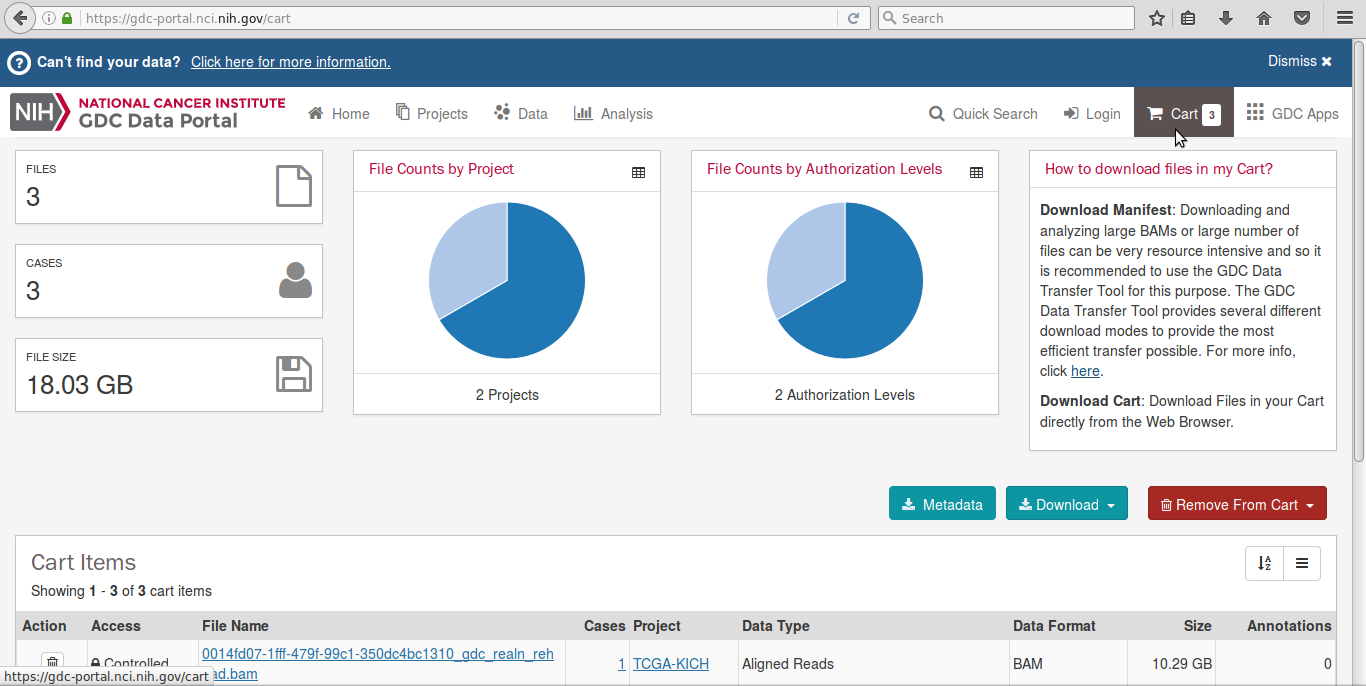 https://gdc-portal.nci.nih.gov/cart
Search
Can't find your data? Click here for more information.
Dismiss
NIH
NATIONAL CANCER INSTITUTE
GDC Data Portal
Home
Projects
Data
Analysis
Quick Search
Login
Cart 3
GDC Apps
FILES
3
CASES
3
FILE SIZE
18.03 GB
File Counts by Project
2 Projects
File Counts by Authorization Levels
2 Authorization Levels
How to download files in my Cart?
Download Manifest: Downloading and
analyzing large BAMs or large number of
files can be very resource intensive and so it
is recommended to use the GDC Data
Transfer Tool for this purpose. The GDC
Data Transfer Tool provides several different
download modes to provide the most
efficient transfer possible. For more info,
click here.
Download Cart: Download Files in your Cart
directly from the Web Browser.
Metadata
Download
Remove From Cart
Cart Items
Showing 1 - 3 of 3 cart items
Action Access File Name Cases Project Data Type Data Format Size Annotations
Controlled
0014fd07-1fff-479f-99c1-350dc4bc1310_gdc_realn_reh
ad.bam
1 TCGA-KICH Aligned Reads BAM 10.29 GB 0
https://gdc-portal.nci.nih.gov/cart